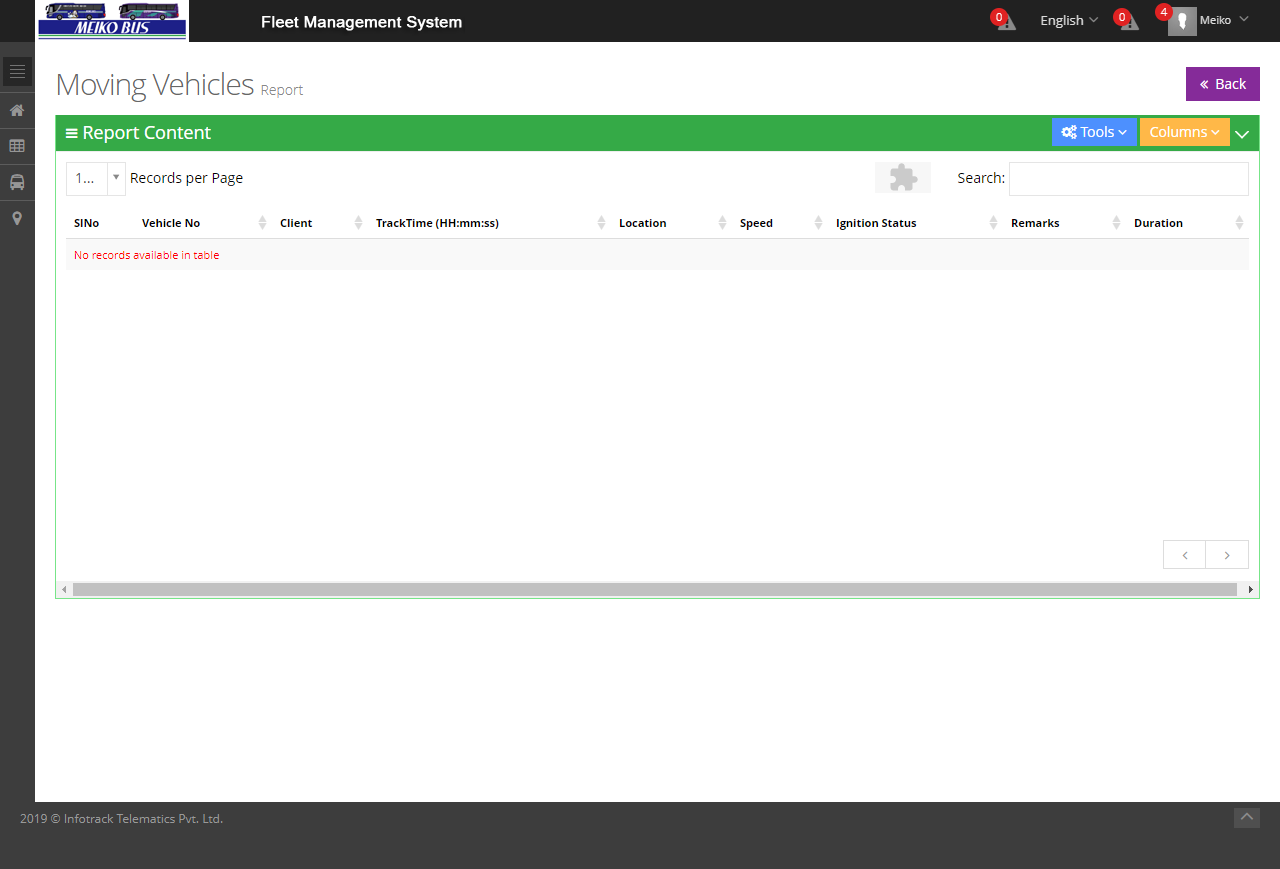 MEIKO BUS
Fleet Management System
0
English
0
4
Meiko
Moving Vehicles Report
« Back
Report Content
Tools
Columns
1...
Records per Page
Search:
SlNo
Vehicle No
Client
TrackTime (HH:mm:ss)
Location
Speed
Ignition Status
Remarks
Duration
No records available in table
2019 © Infotrack Telematics Pvt. Ltd.